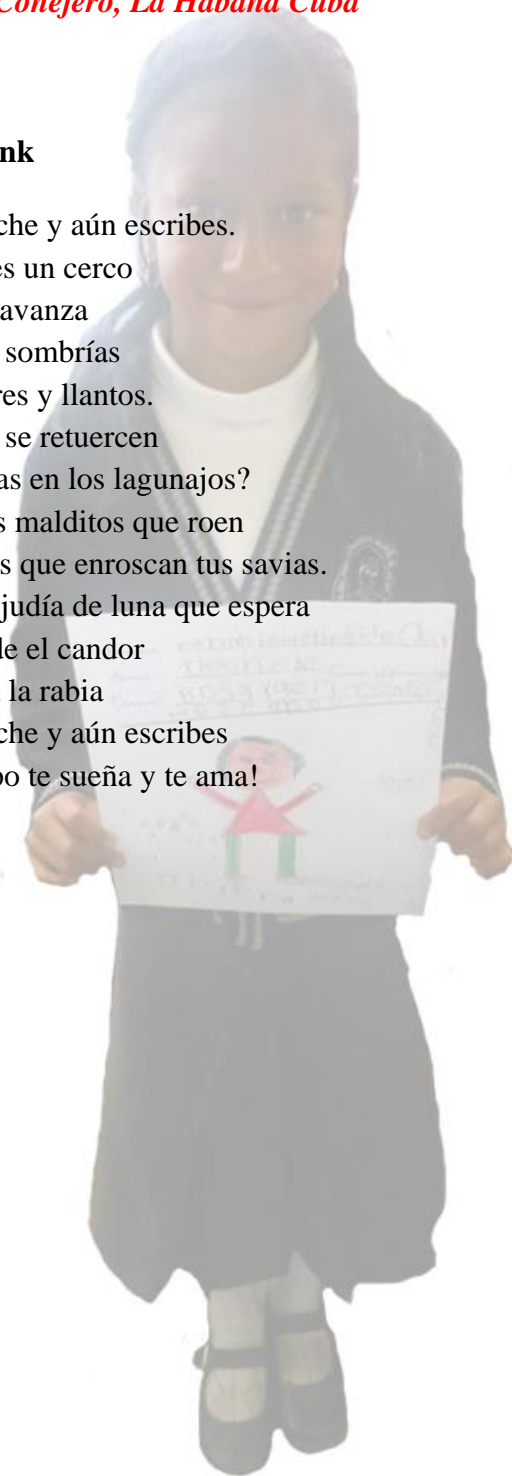 Conejero, La Habana Cuba
nk
che y aún escribes.
es un cerco
avanza
sombrías
res y llantos.
se retuercen
as en los lagunajos?
s malditos que roen
s que enroscan tus savias.
judía de luna que espera
de el candor
la rabia
che y aún escribes
po te sueña y te ama!